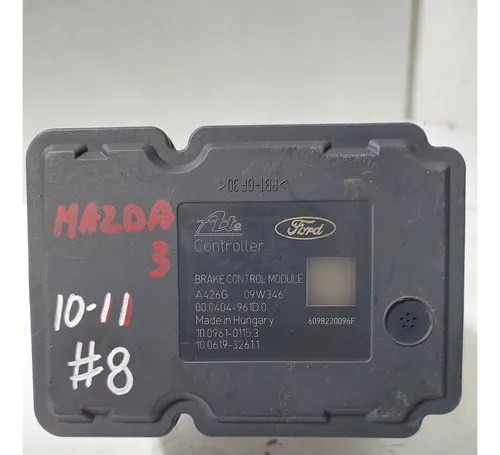 >PBT-GF30<
MAZDA
3
10-11
#8
Ate
Ford
Controller
BRAKE CONTROL MODULE
A426G 09W346
00.0404-961D.0
Made in Hungary
6098220096F
10.0961-0115.3
10.0619-3261.1